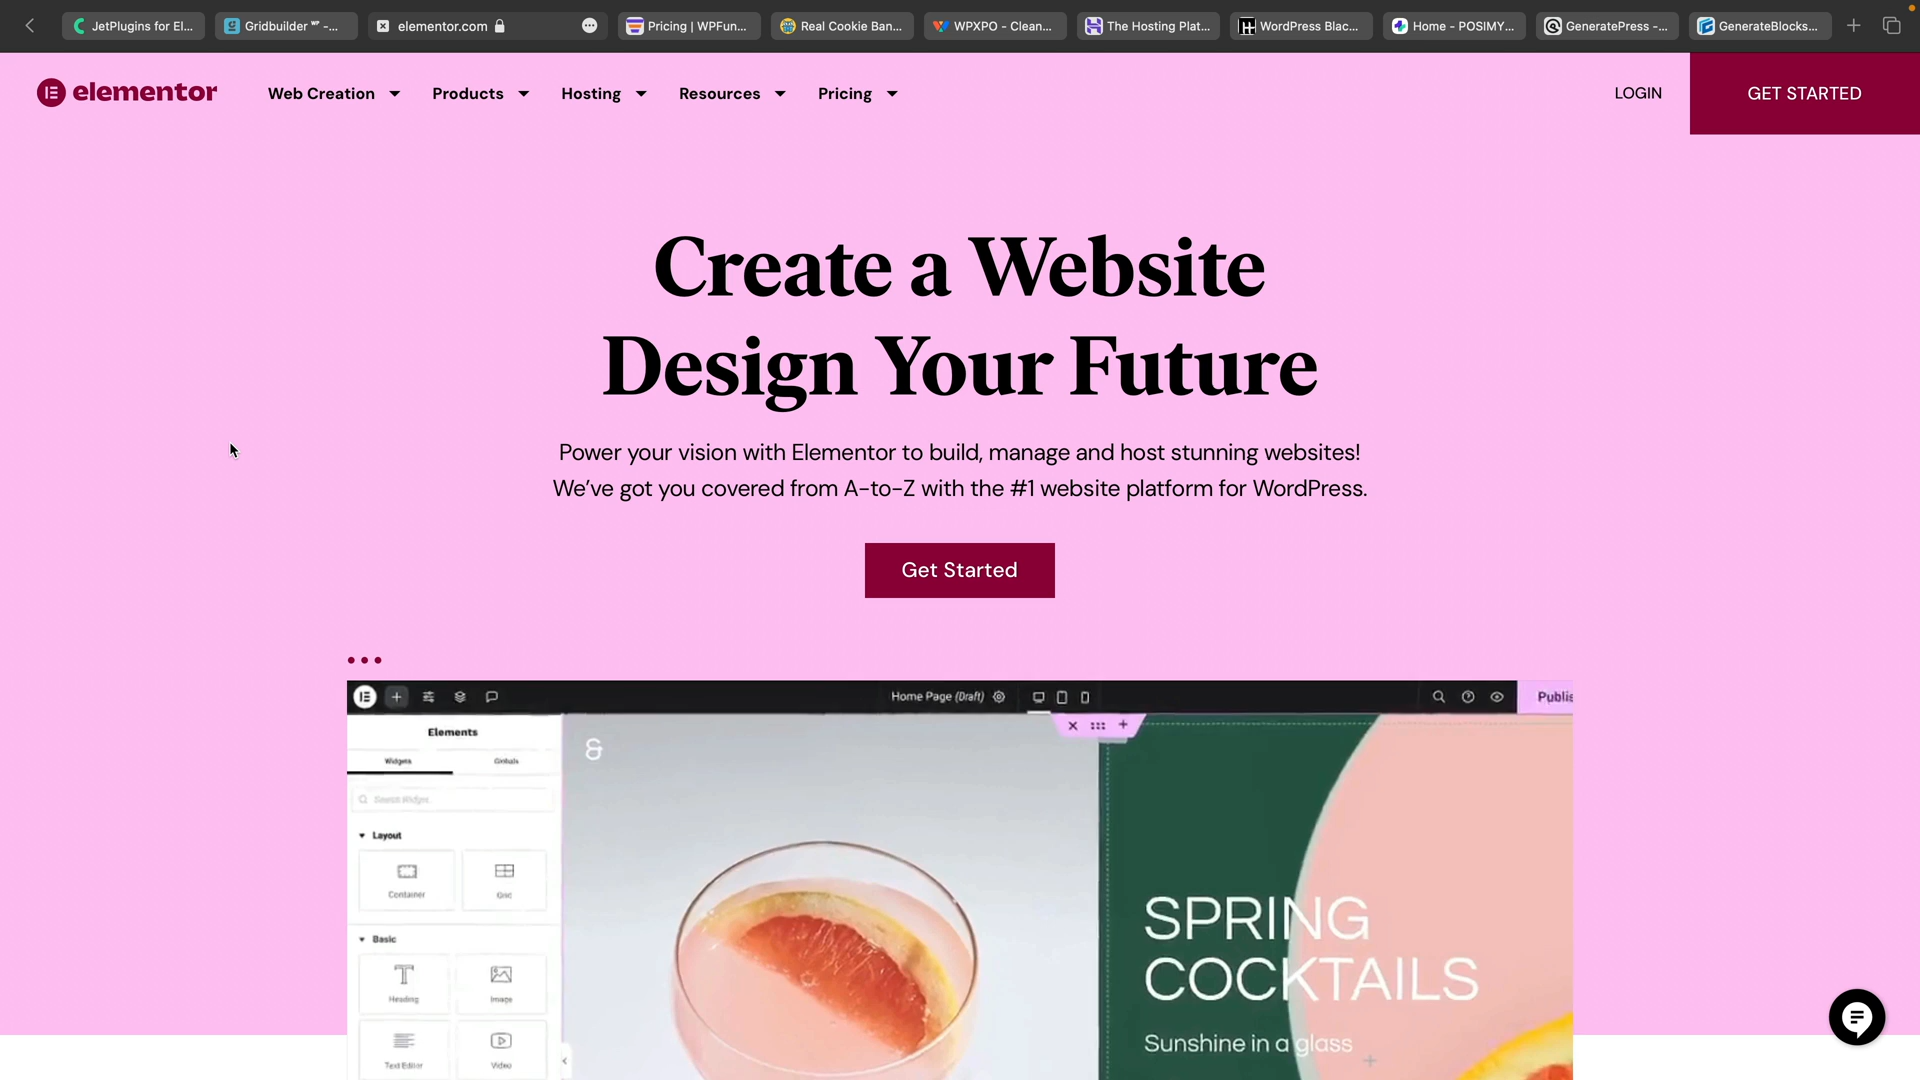 JetPlugins for El...
Gridbuilder ᵂᴾ -...
elementor.com
Pricing | WPFun...
Real Cookie Ban...
WPXPO - Clean...
The Hosting Plat...
WordPress Blac...
Home - POSIMY...
GeneratePress -...
GenerateBlocks...
elementor
Web Creation
Products
Hosting
Resources
Pricing
LOGIN
GET STARTED
Create a Website
Design Your Future
Power your vision with Elementor to build, manage and host stunning websites!
We've got you covered from A-to-Z with the #1 website platform for WordPress.
Get Started
Home Page (Draft)
Publis
Elements
Widgets
Globals
Search Widget...
Layout
Container
Grid
Basic
Heading
Image
Text Editor
Video
&
SPRING
COCKTAILS
Sunshine in a glass